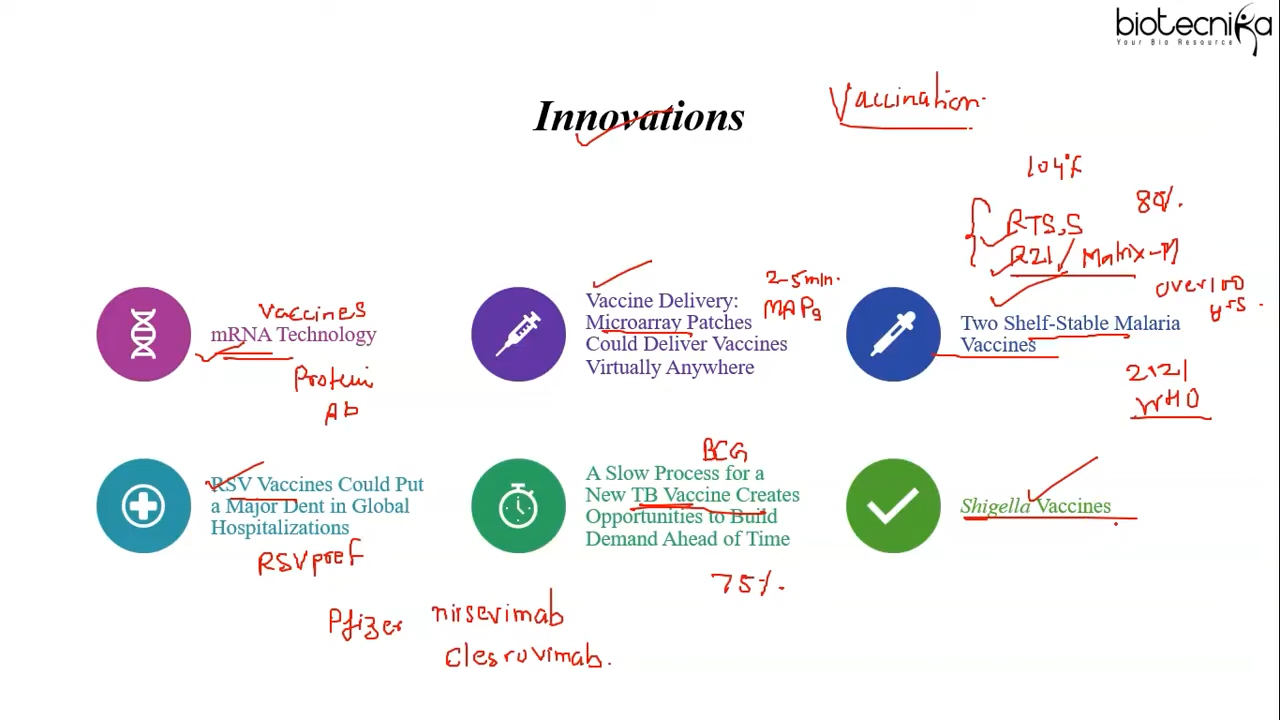 biotecnika
Your Bio Resource
Innovations
Vaccination.
104°F
80%.
RTS,S
R21 Matrix-M
over 100
yrs.
vaccines
mRNA Technology
Protein
Ab
Vaccine Delivery:
Microarray Patches
Could Deliver Vaccines
Virtually Anywhere
2-5 min.
MAPs
Two Shelf-Stable Malaria
Vaccines
2121
WHO
RSV Vaccines Could Put
a Major Dent in Global
Hospitalizations
RSVpref
Pfizer nirsevimab
Clesrovimab.
BCG
A Slow Process for a
New TB Vaccine Creates
Opportunities to Build
Demand Ahead of Time
75%.
Shigella Vaccines